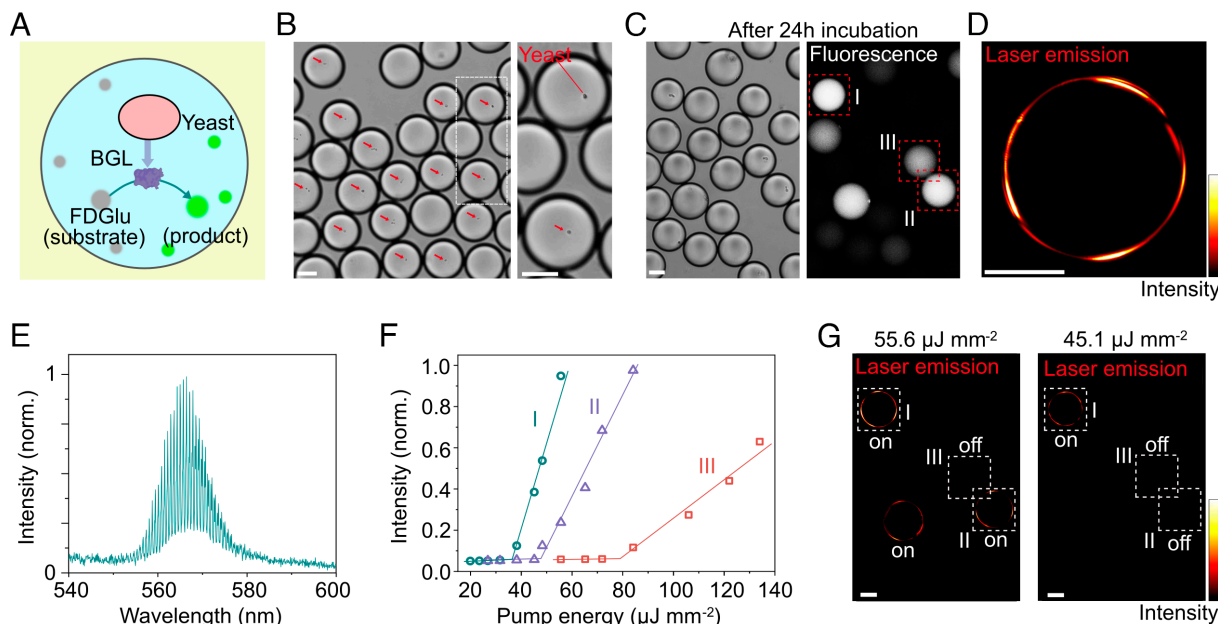 A
Yeast
BGL
FDGlu
(substrate)
(product)
B
Yeast
C
After 24h incubation
Fluorescence
I
III
II
D
Laser emission
Intensity
E
Intensity (norm.)
1
0
540
560
580
600
Wavelength (nm)
F
Intensity (norm.)
1.0
0.8
0.6
0.4
0.2
0.0
I
II
III
20
40
60
80
100
120
140
Pump energy (µJ mm-2)
G
55.6 µJ mm-2
Laser emission
I
on
III
off
II
on
on
45.1 µJ mm-2
Laser emission
I
on
III
off
II
off
Intensity